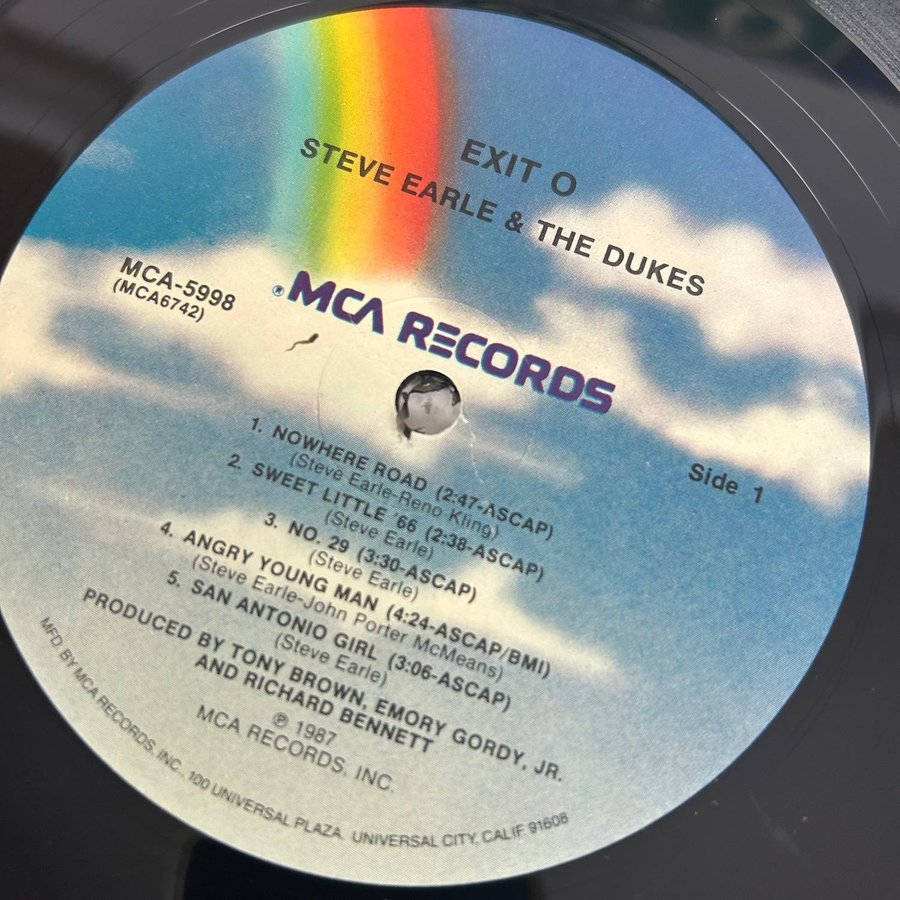 EXIT O
STEVE EARLE & THE DUKES
MCA-5998
(MCA6742)
® MCA RECORDS
Side 1
1. NOWHERE ROAD (2:47-ASCAP)
(Steve Earle-Reno Kling)
2. SWEET LITTLE '66 (2:38-ASCAP)
(Steve Earle)
3. NO. 29 (3:30-ASCAP)
(Steve Earle)
4. ANGRY YOUNG MAN (4:24-ASCAP/BMI)
(Steve Earle-John Porter McMeans)
5. SAN ANTONIO GIRL (3:06-ASCAP)
(Steve Earle)
PRODUCED BY TONY BROWN, EMORY GORDY, JR.
AND RICHARD BENNETT
℗ 1987
MCA RECORDS, INC.
MFD. BY MCA RECORDS, INC., 100 UNIVERSAL PLAZA, UNIVERSAL CITY, CALIF 91608